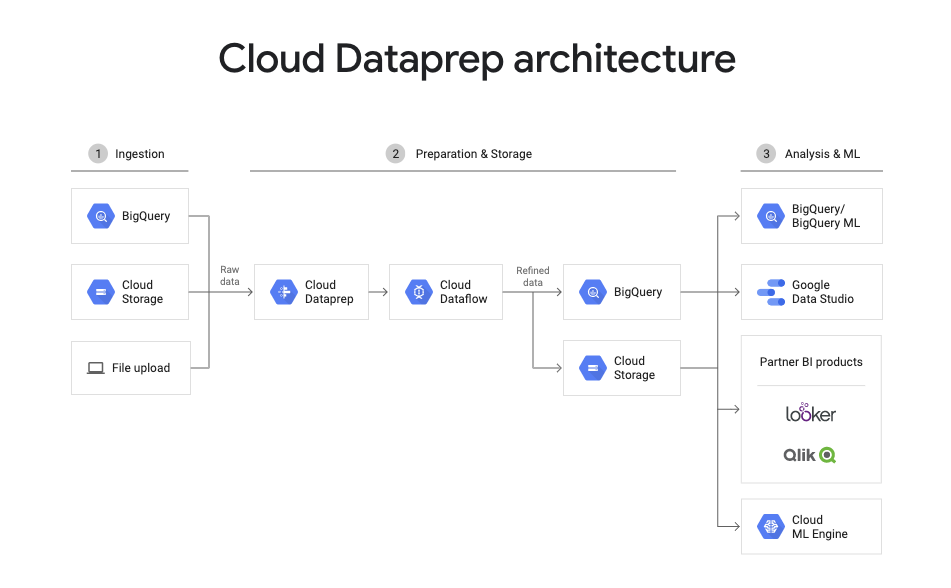 Cloud Dataprep architecture
1 Ingestion
2 Preparation & Storage
3 Analysis & ML
BigQuery
Cloud
Storage
File upload
Raw
data
Cloud
Dataprep
Cloud
Dataflow
Refined
data
BigQuery
Cloud
Storage
BigQuery/
BigQuery ML
Google
Data Studio
Partner BI products
looker
Qlik
Cloud
ML Engine